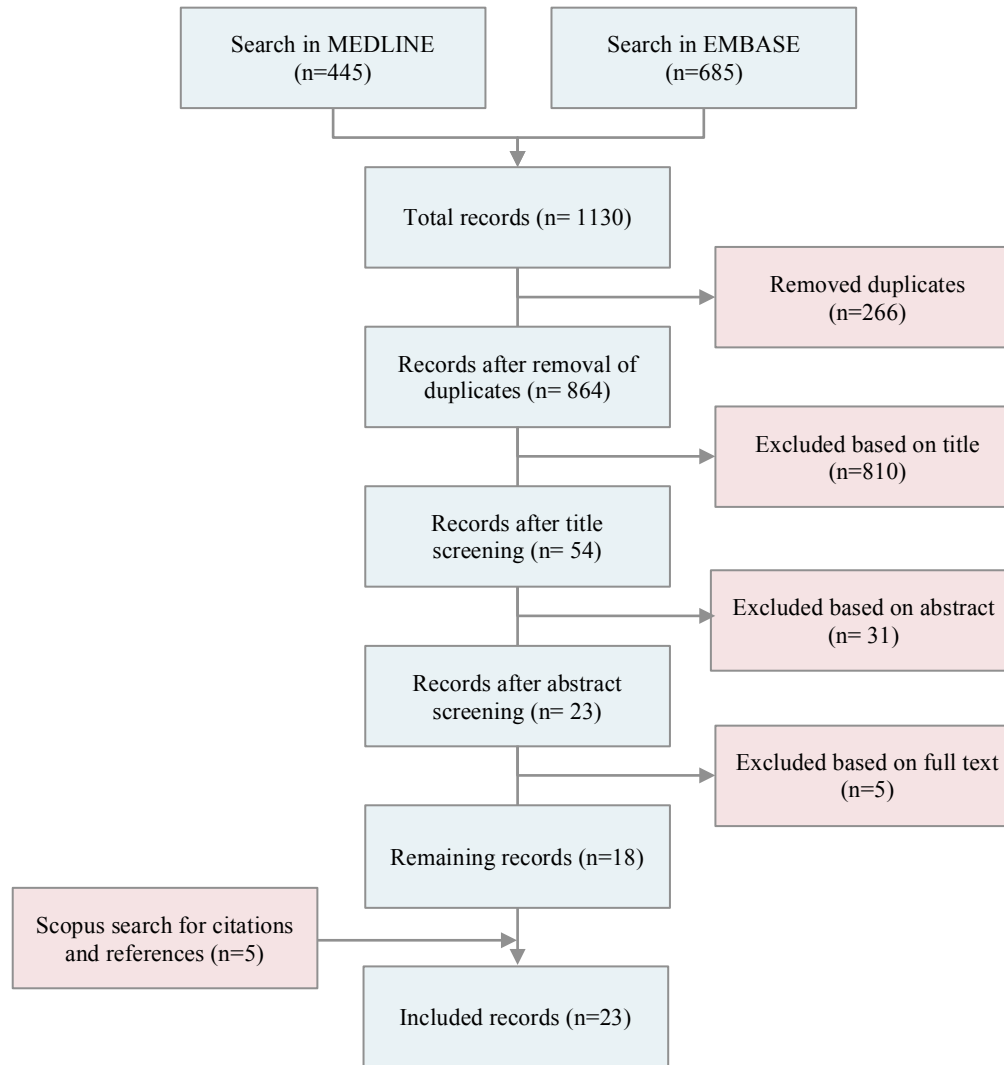 Search in MEDLINE
(n=445)
Search in EMBASE
(n=685)
Total records (n= 1130)
Removed duplicates
(n=266)
Records after removal of
duplicates (n= 864)
Excluded based on title
(n=810)
Records after title
screening (n= 54)
Excluded based on abstract
(n= 31)
Records after abstract
screening (n= 23)
Excluded based on full text
(n=5)
Remaining records (n=18)
Scopus search for citations
and references (n=5)
Included records (n=23)